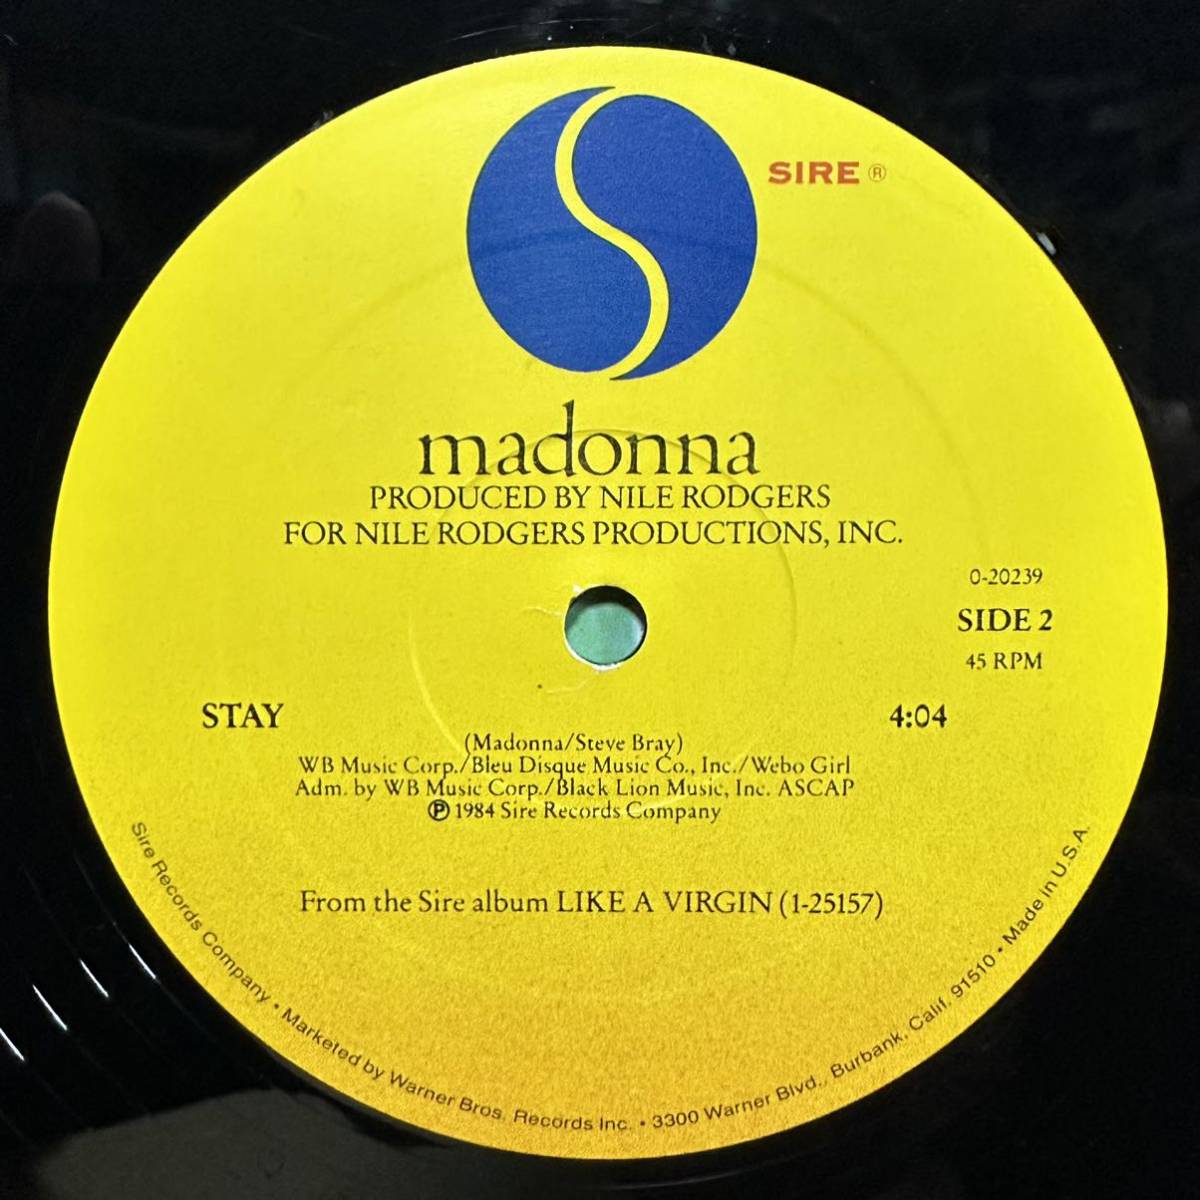 SIRE ®
madonna
PRODUCED BY NILE RODGERS
FOR NILE RODGERS PRODUCTIONS, INC.
0-20239
SIDE 2
45 RPM
STAY 4:04
(Madonna/Steve Bray)
WB Music Corp./Bleu Disque Music Co., Inc./Webo Girl
Adm. by WB Music Corp./Black Lion Music, Inc. ASCAP
℗ 1984 Sire Records Company
From the Sire album LIKE A VIRGIN (1-25157)
Sire Records Company • Marketed by Warner Bros. Records Inc. • 3300 Warner Blvd., Burbank, Calif. 91510 • Made in U.S.A.